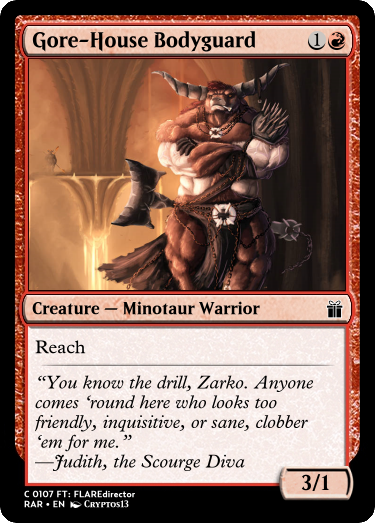 Gore-House Bodyguard 1
Creature — Minotaur Warrior
Reach
“You know the drill, Zarko. Anyone
comes ‘round here who looks too
friendly, inquisitive, or sane, clobber
‘em for me.”
—Judith, the Scourge Diva
3/1
C 0107 FT: FLAREdirector
RAR • EN Cryptos13